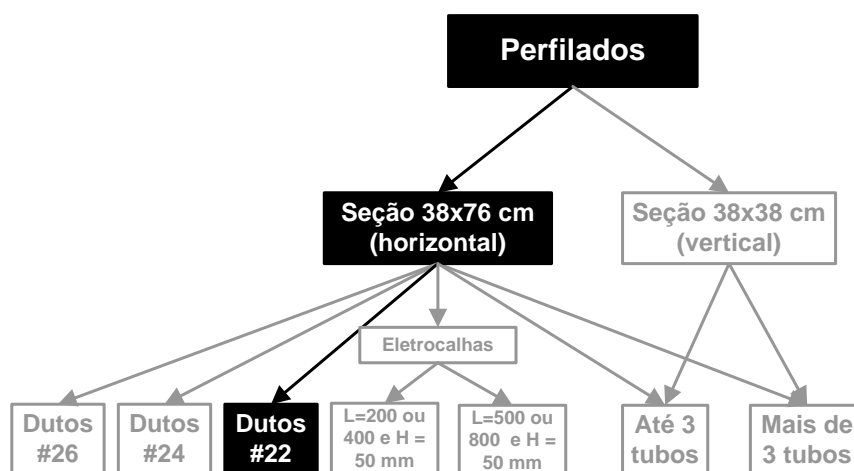 Perfilados
Seção 38x76 cm
(horizontal)
Seção 38x38 cm
(vertical)
Eletrocalhas
Dutos
#26
Dutos
#24
Dutos
#22
L=200 ou
400 e H =
50 mm
L=500 ou
800 e H =
50 mm
Até 3
tubos
Mais de
3 tubos